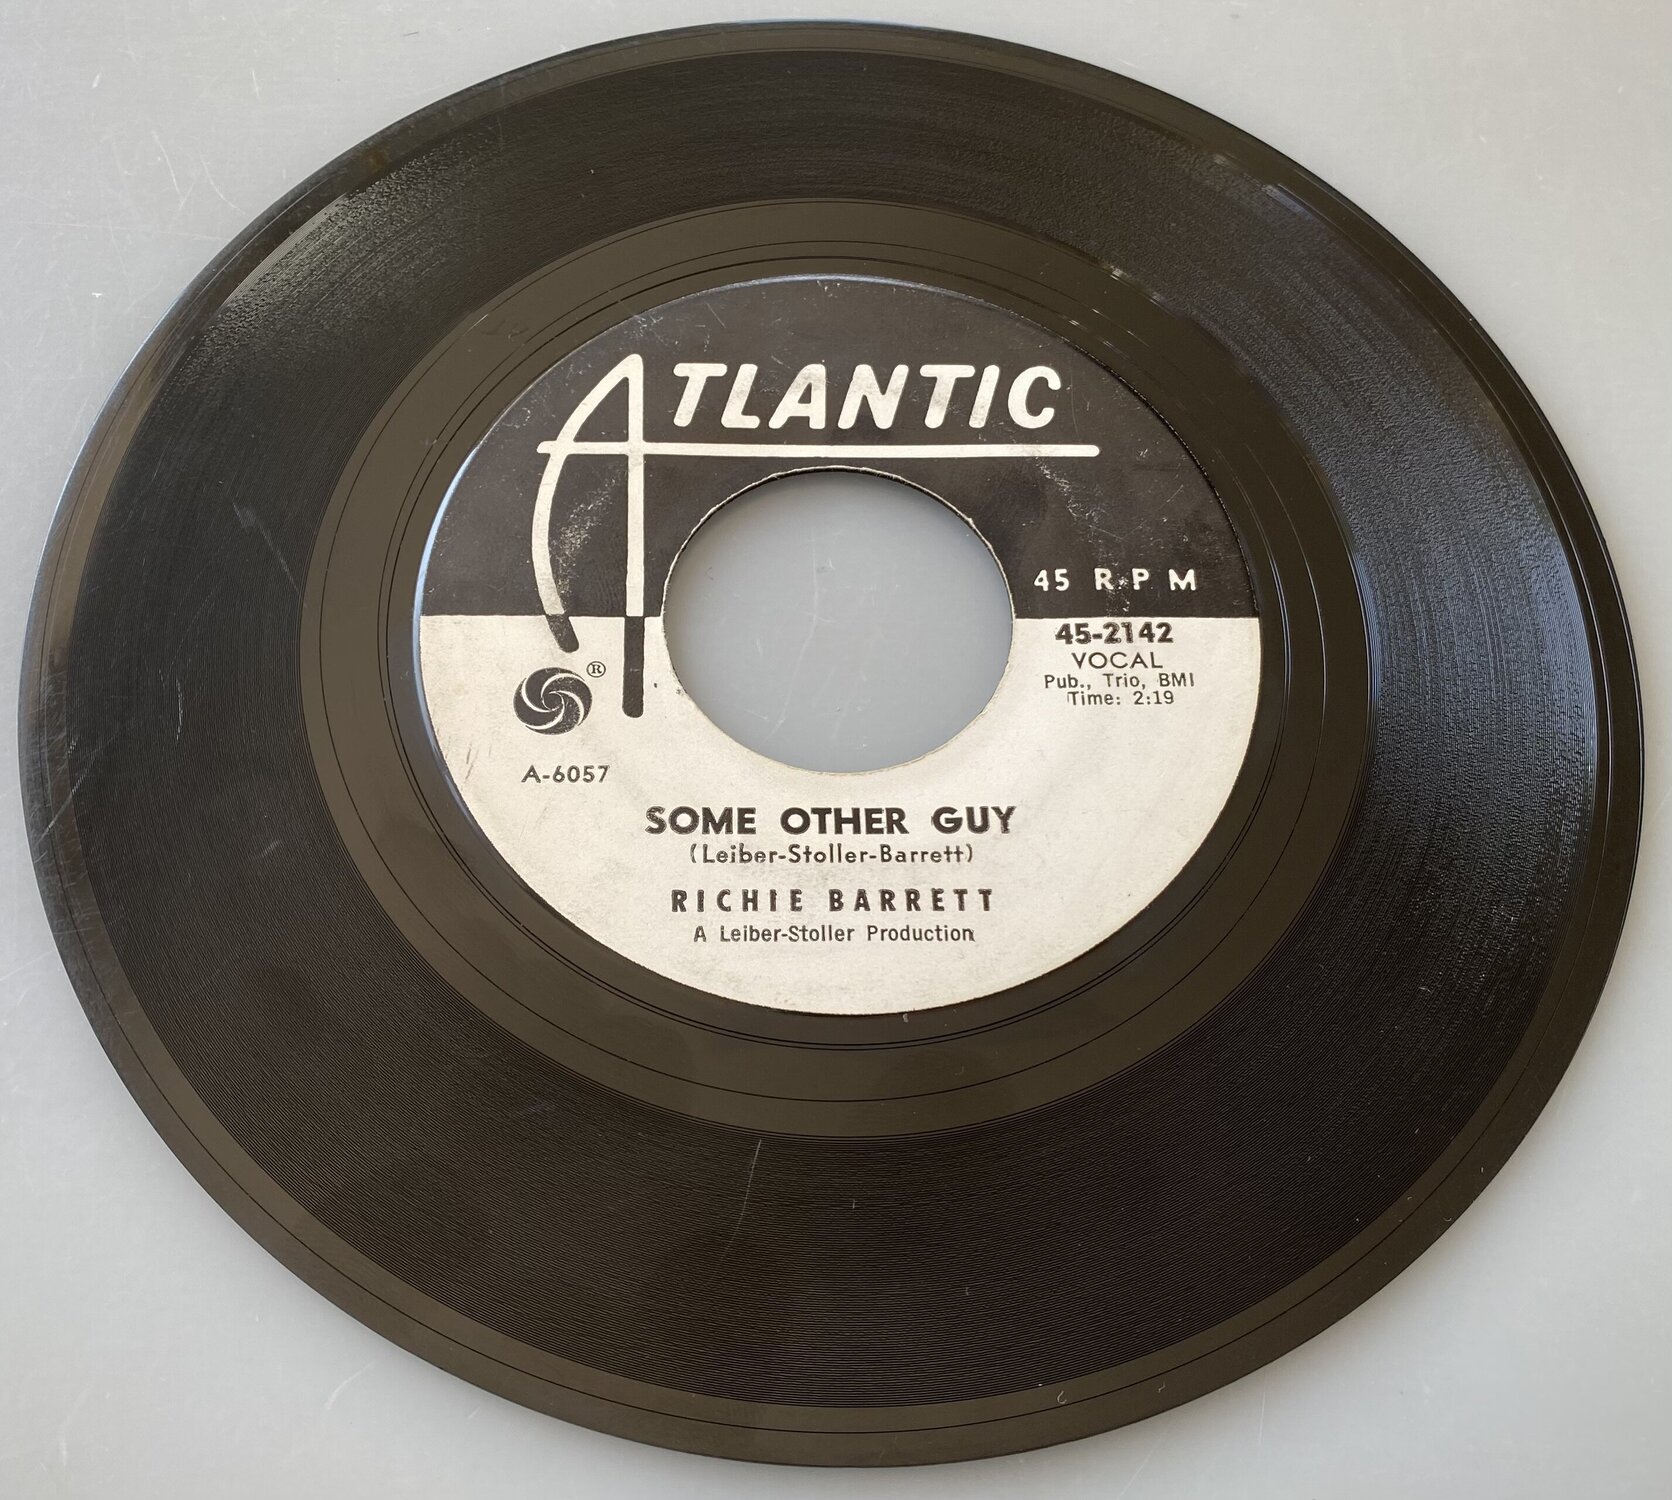 ATLANTIC
45 RPM
45-2142
VOCAL
Pub., Trio, BMI
Time: 2:19
®
A-6057
SOME OTHER GUY
(Leiber-Stoller-Barrett)
RICHIE BARRETT
A Leiber-Stoller Production